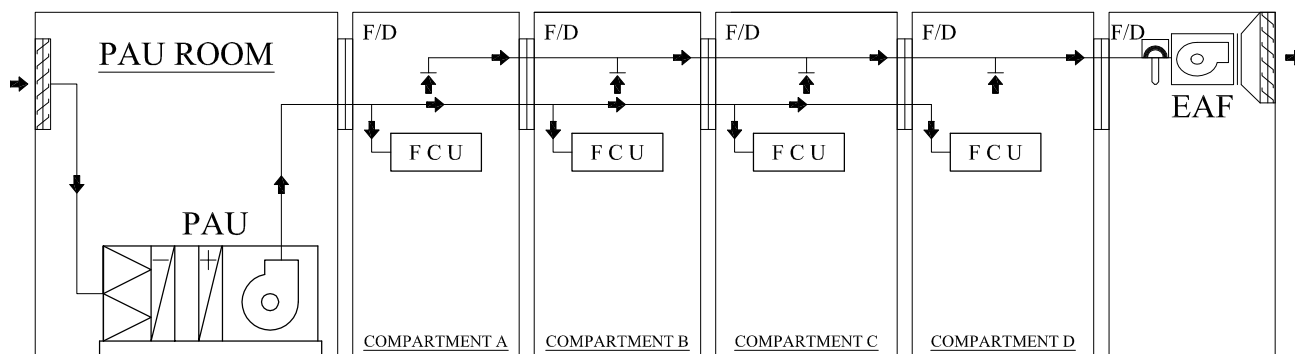 F/D
F/D
F/D
F/D
F/D
PAU ROOM
EAF
F C U
F C U
F C U
F C U
PAU
COMPARTMENT A
COMPARTMENT B
COMPARTMENT C
COMPARTMENT D